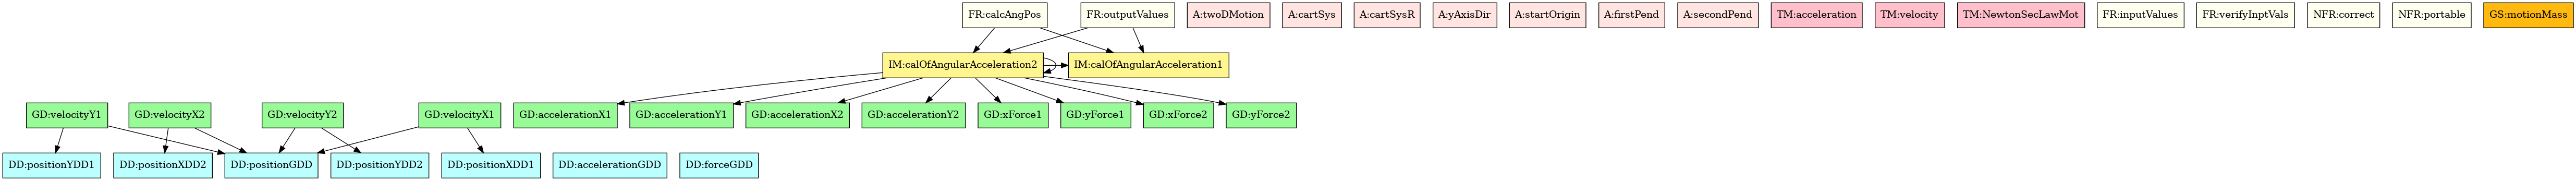 FR:calcAngPos
FR:outputValues
A:twoDMotion
A:cartSys
A:cartSysR
A:yAxisDir
A:startOrigin
A:firstPend
A:secondPend
TM:acceleration
TM:velocity
TM:NewtonSecLawMot
FR:inputValues
FR:verifyInptVals
NFR:correct
NFR:portable
GS:motionMass
IM:calOfAngularAcceleration2
IM:calOfAngularAcceleration1
GD:velocityY1
GD:velocityX2
GD:velocityY2
GD:velocityX1
GD:accelerationX1
GD:accelerationY1
GD:accelerationX2
GD:accelerationY2
GD:xForce1
GD:yForce1
GD:xForce2
GD:yForce2
DD:positionYDD1
DD:positionXDD2
DD:positionGDD
DD:positionYDD2
DD:positionXDD1
DD:accelerationGDD
DD:forceGDD